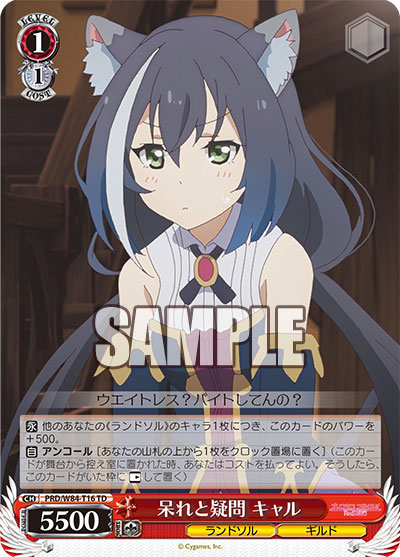 LEVEL
1
1
COST
SAMPLE
ウエイトレス?バイトしてんの?
永 他のあなたの《ランドソル》のキャラ1枚につき、このカードのパワーを
+500。
自 アンコール [あなたの山札の上から1枚をクロック置場に置く] (この
カードが舞台から控え室に置かれた時、あなたはコストを払ってよい。そうしたら、
このカードがいた枠にレストして置く)
PRD/W84-T16 TD
5500
呆れと疑問 キャル
ランドソル
ギルド
© Cygames, Inc.